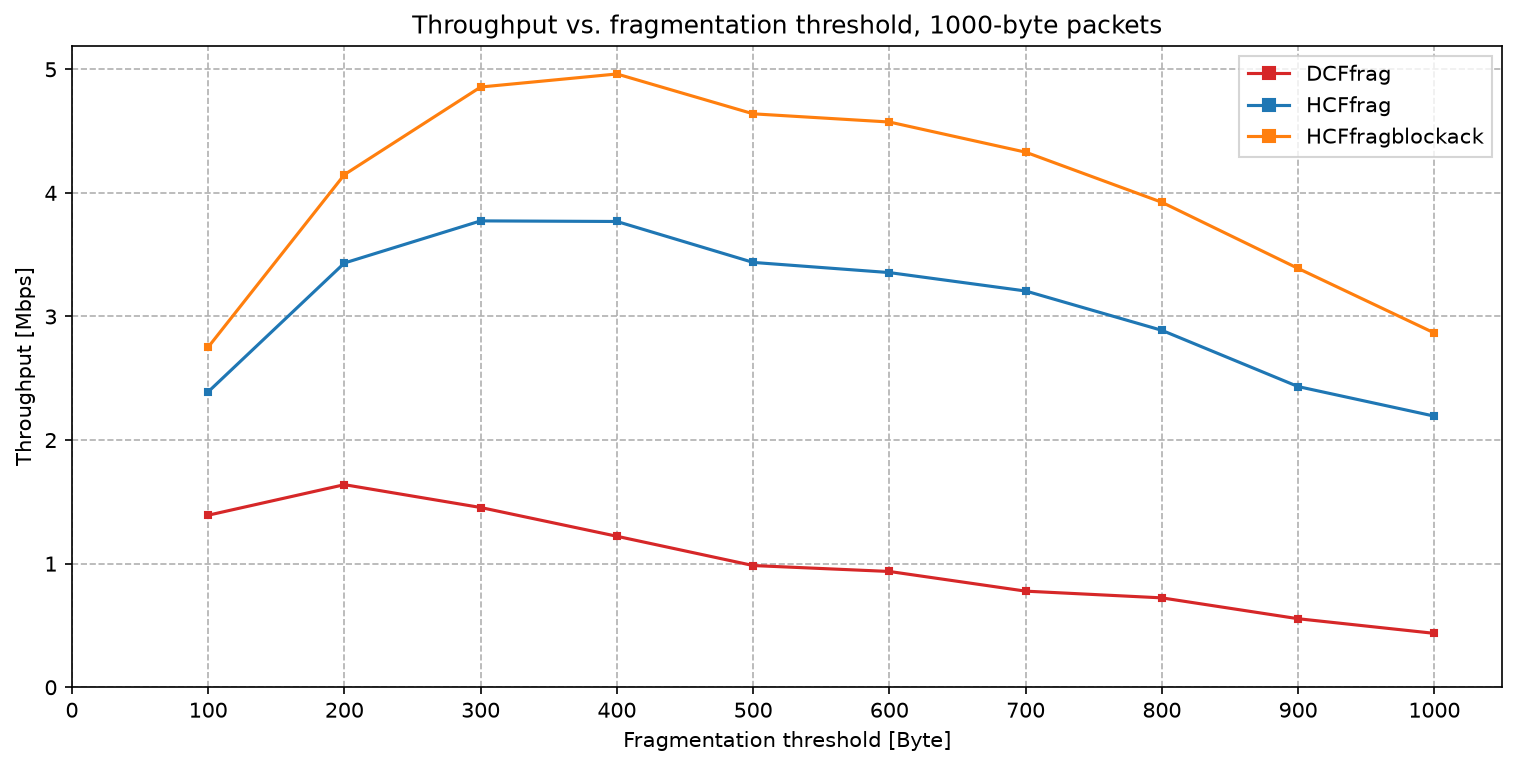 Throughput vs. fragmentation threshold, 1000-byte packets
DCFfrag
HCFfrag
HCFfragblockack
Throughput [Mbps]
5
4
3
2
1
0
0 100 200 300 400 500 600 700 800 900 1000
Fragmentation threshold [Byte]